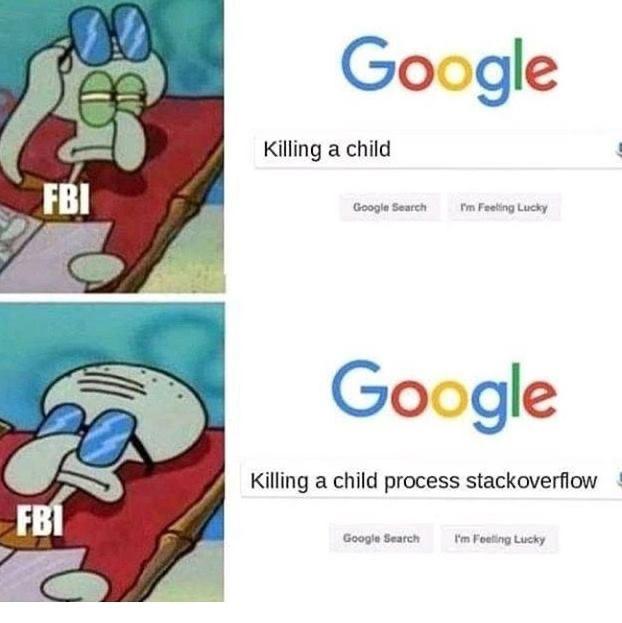 Google
Killing a child
FBI
Google Search
I'm Feeling Lucky
Google
Killing a child process stackoverflow
FBI
Google Search
I'm Feeling Lucky